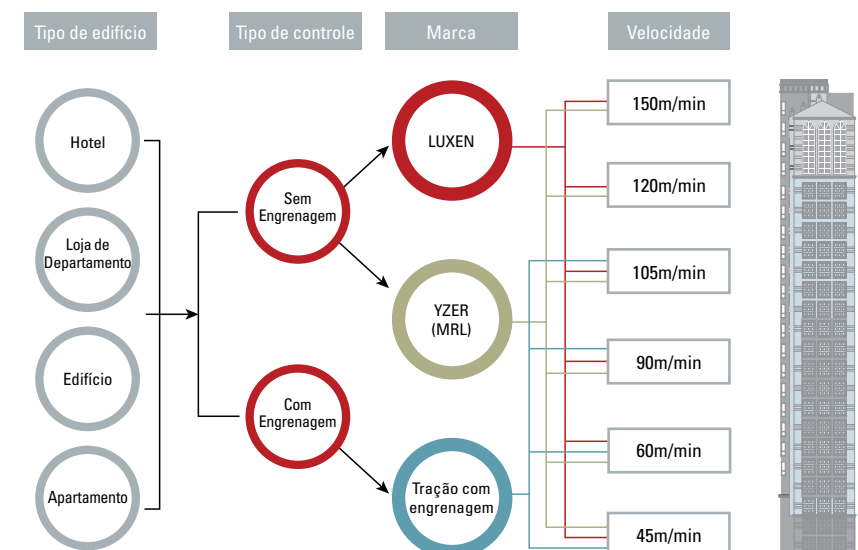 Tipo de edifício
Tipo de controle
Marca
Velocidade
Hotel
Loja de
Departamento
Edifício
Apartamento
Sem
Engrenagem
Com
Engrenagem
LUXEN
YZER
(MRL)
Tração com
engrenagem
150m/min
120m/min
105m/min
90m/min
60m/min
45m/min